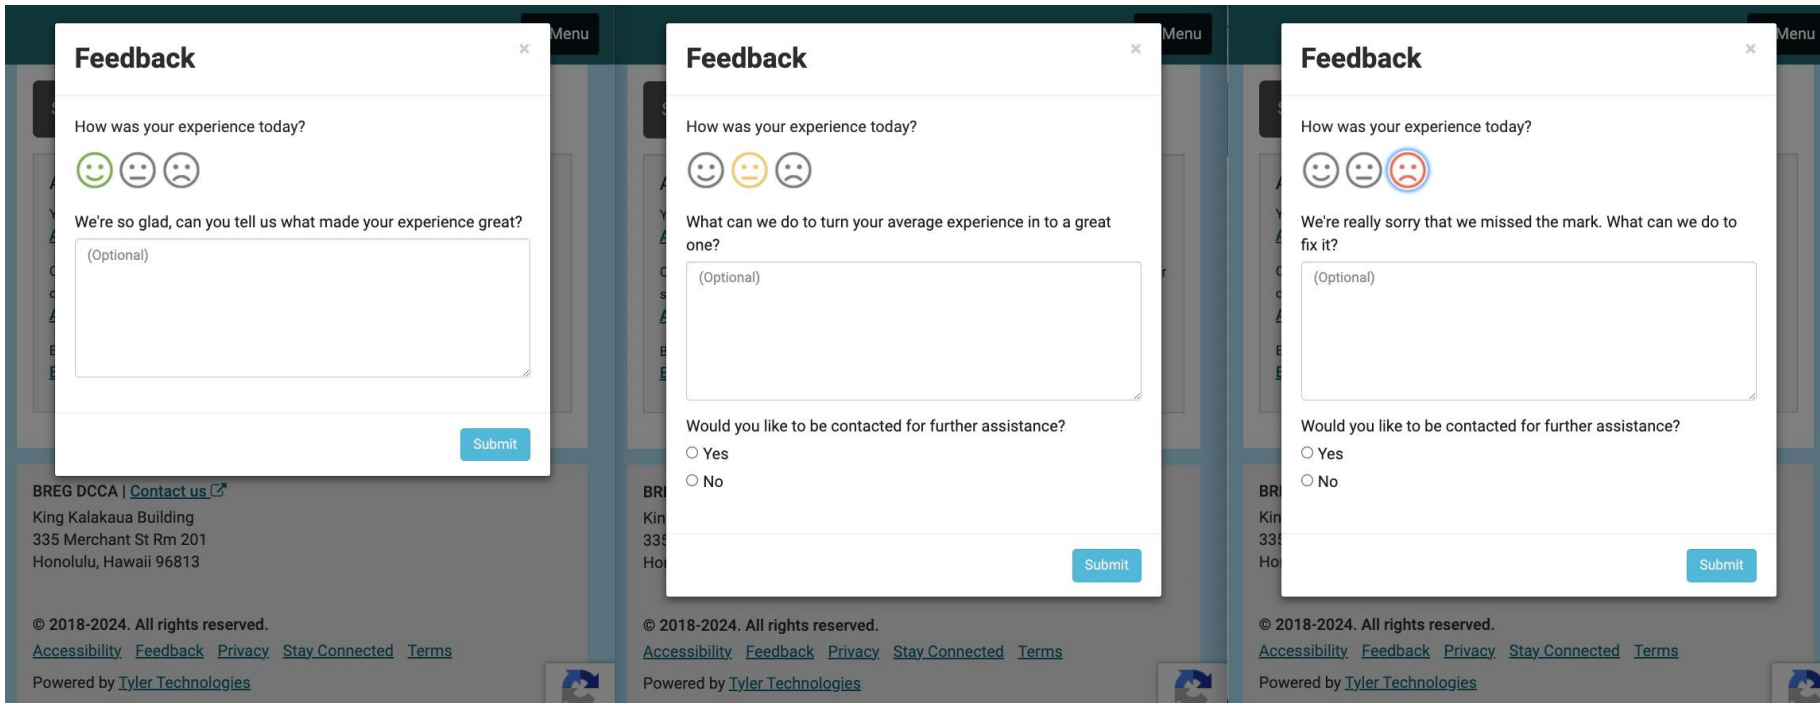 Menu
Feedback
×
How was your experience today?
We're so glad, can you tell us what made your experience great?
(Optional)
Submit
BREG DCCA | Contact us
King Kalakaua Building
335 Merchant St Rm 201
Honolulu, Hawaii 96813
© 2018-2024. All rights reserved.
Accessibility Feedback Privacy Stay Connected Terms
Powered by Tyler Technologies
Menu
Feedback
×
How was your experience today?
What can we do to turn your average experience in to a great
one?
(Optional)
Would you like to be contacted for further assistance?
Yes
No
Submit
© 2018-2024. All rights reserved.
Accessibility Feedback Privacy Stay Connected Terms
Powered by Tyler Technologies
Menu
Feedback
×
How was your experience today?
We're really sorry that we missed the mark. What can we do to
fix it?
(Optional)
Would you like to be contacted for further assistance?
Yes
No
Submit
© 2018-2024. All rights reserved.
Accessibility Feedback Privacy Stay Connected Terms
Powered by Tyler Technologies